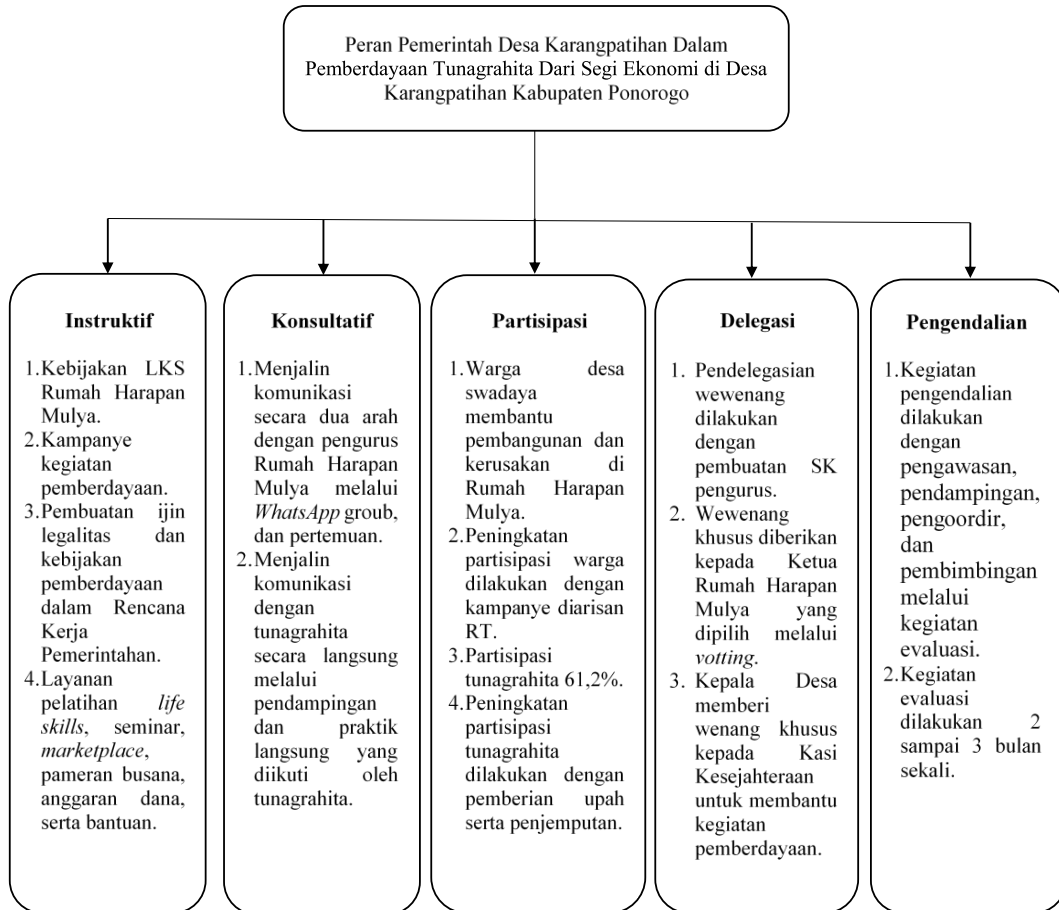 Peran Pemerintah Desa Karangpatihan Dalam
Pemberdayaan Tunagrahita Dari Segi Ekonomi di Desa
Karangpatihan Kabupaten Ponorogo
Instruktif
1.Kebijakan LKS
Rumah Harapan
Mulya.
2.Kampanye
kegiatan
pemberdayaan.
3.Pembuatan ijin
legalitas dan
kebijakan
pemberdayaan
dalam Rencana
Kerja
Pemerintahan.
4.Layanan
pelatihan life
skills, seminar,
marketplace,
pameran busana,
anggaran dana,
serta bantuan.
Konsultatif
1.Menjalin
komunikasi
secara dua arah
dengan pengurus
Rumah Harapan
Mulya melalui
WhatsApp groub,
dan pertemuan.
2.Menjalin
komunikasi
dengan
tunagrahita
secara langsung
melalui
pendampingan
dan praktik
langsung yang
diikuti oleh
tunagrahita.
Partisipasi
1.Warga desa
swadaya
membantu
pembangunan dan
kerusakan di
Rumah Harapan
Mulya.
2.Peningkatan
partisipasi warga
dilakukan dengan
kampanye diarisan
RT.
3.Partisipasi
tunagrahita 61,2%.
4.Peningkatan
partisipasi
tunagrahita
dilakukan dengan
pemberian upah
serta penjemputan.
Delegasi
1. Pendelegasian
wewenang
dilakukan
dengan
pembuatan SK
pengurus.
2. Wewenang
khusus diberikan
kepada Ketua
Rumah Harapan
Mulya yang
dipilih melalui
votting.
3. Kepala Desa
memberi
wenang khusus
kepada Kasi
Kesejahteraan
untuk membantu
kegiatan
pemberdayaan.
Pengendalian
1.Kegiatan
pengendalian
dilakukan
dengan
pengawasan,
pendampingan,
pengoordir,
dan
pembimbingan
melalui
kegiatan
evaluasi.
2.Kegiatan
evaluasi
dilakukan 2
sampai 3 bulan
sekali.